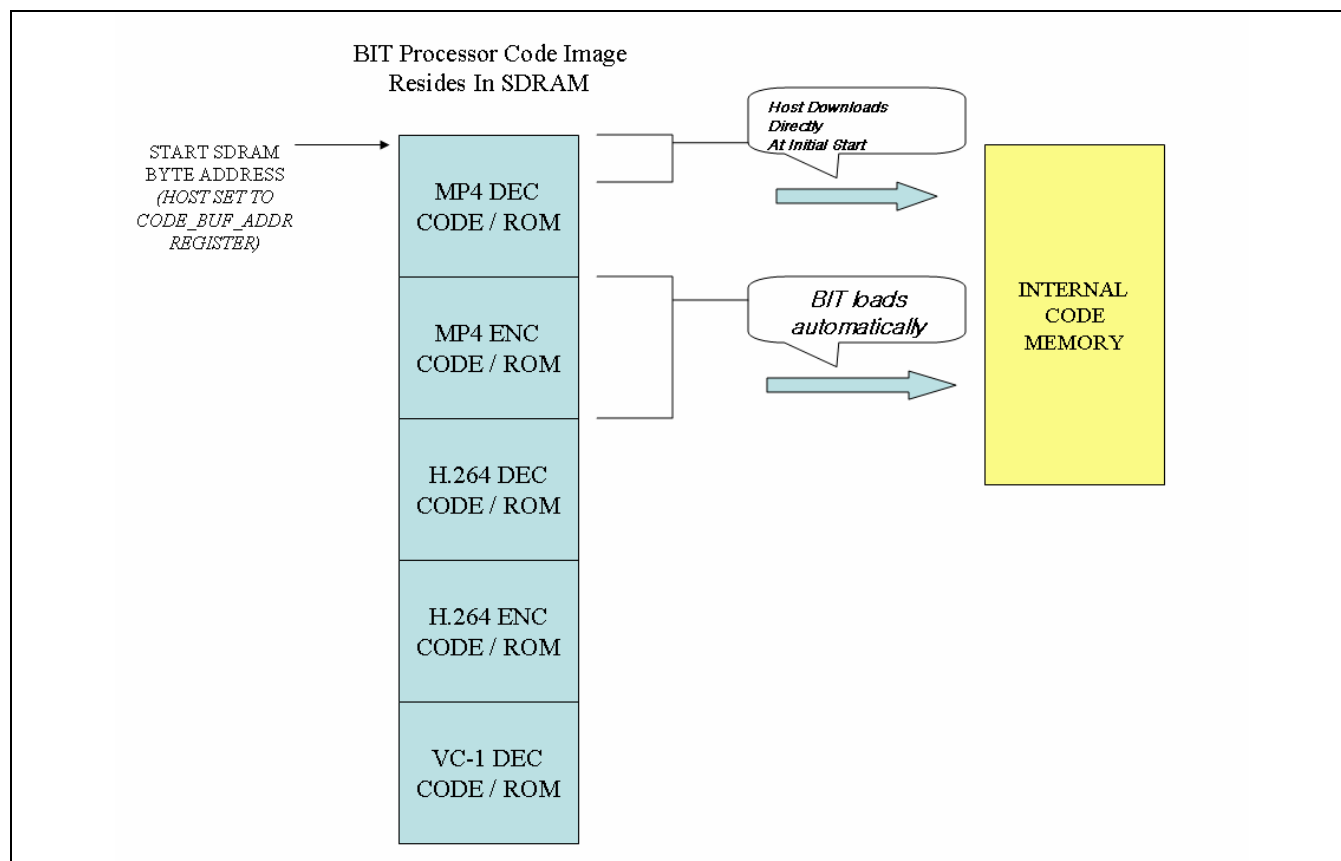 BIT Processor Code Image
Resides In SDRAM
START SDRAM
BYTE ADDRESS
(HOST SET TO
CODE_BUF_ADDR
REGISTER)
MP4 DEC
CODE / ROM
MP4 ENC
CODE / ROM
H.264 DEC
CODE / ROM
H.264 ENC
CODE / ROM
VC-1 DEC
CODE / ROM
Host Downloads
Directly
At Initial Start
BIT loads
automatically
INTERNAL
CODE
MEMORY